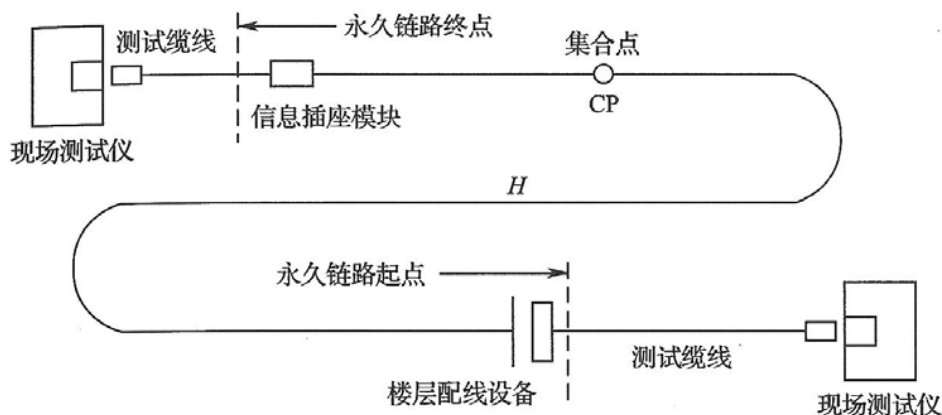 永久链路终点
测试缆线
集合点
CP
信息插座模块
现场测试仪
H
永久链路起点
测试缆线
楼层配线设备
现场测试仪